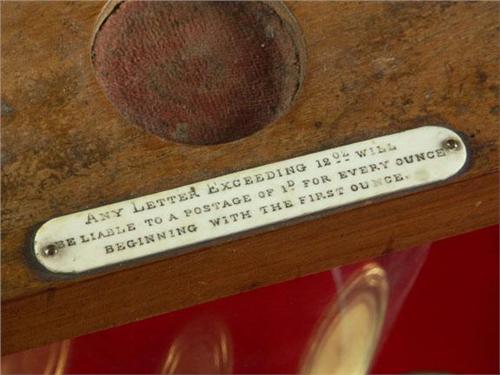 ANY LETTER EXCEEDING 12OZ WILL
BE LIABLE TO A POSTAGE OF 1D FOR EVERY OUNCE
BEGINNING WITH THE FIRST OUNCE.